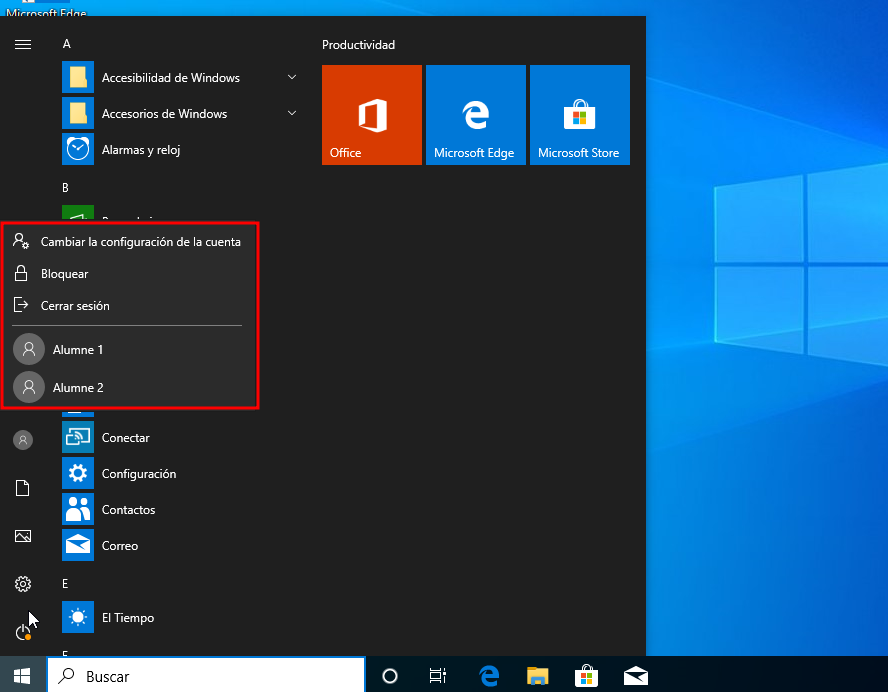 Microsoft Edge
A
Accesibilidad de Windows
Accesorios de Windows
Alarmas y reloj
B
Cambiar la configuración de la cuenta
Bloquear
Cerrar sesión
Alumne 1
Alumne 2
Conectar
Configuración
Contactos
Correo
E
El Tiempo
Productividad
Office
Microsoft Edge
Microsoft Store
Buscar